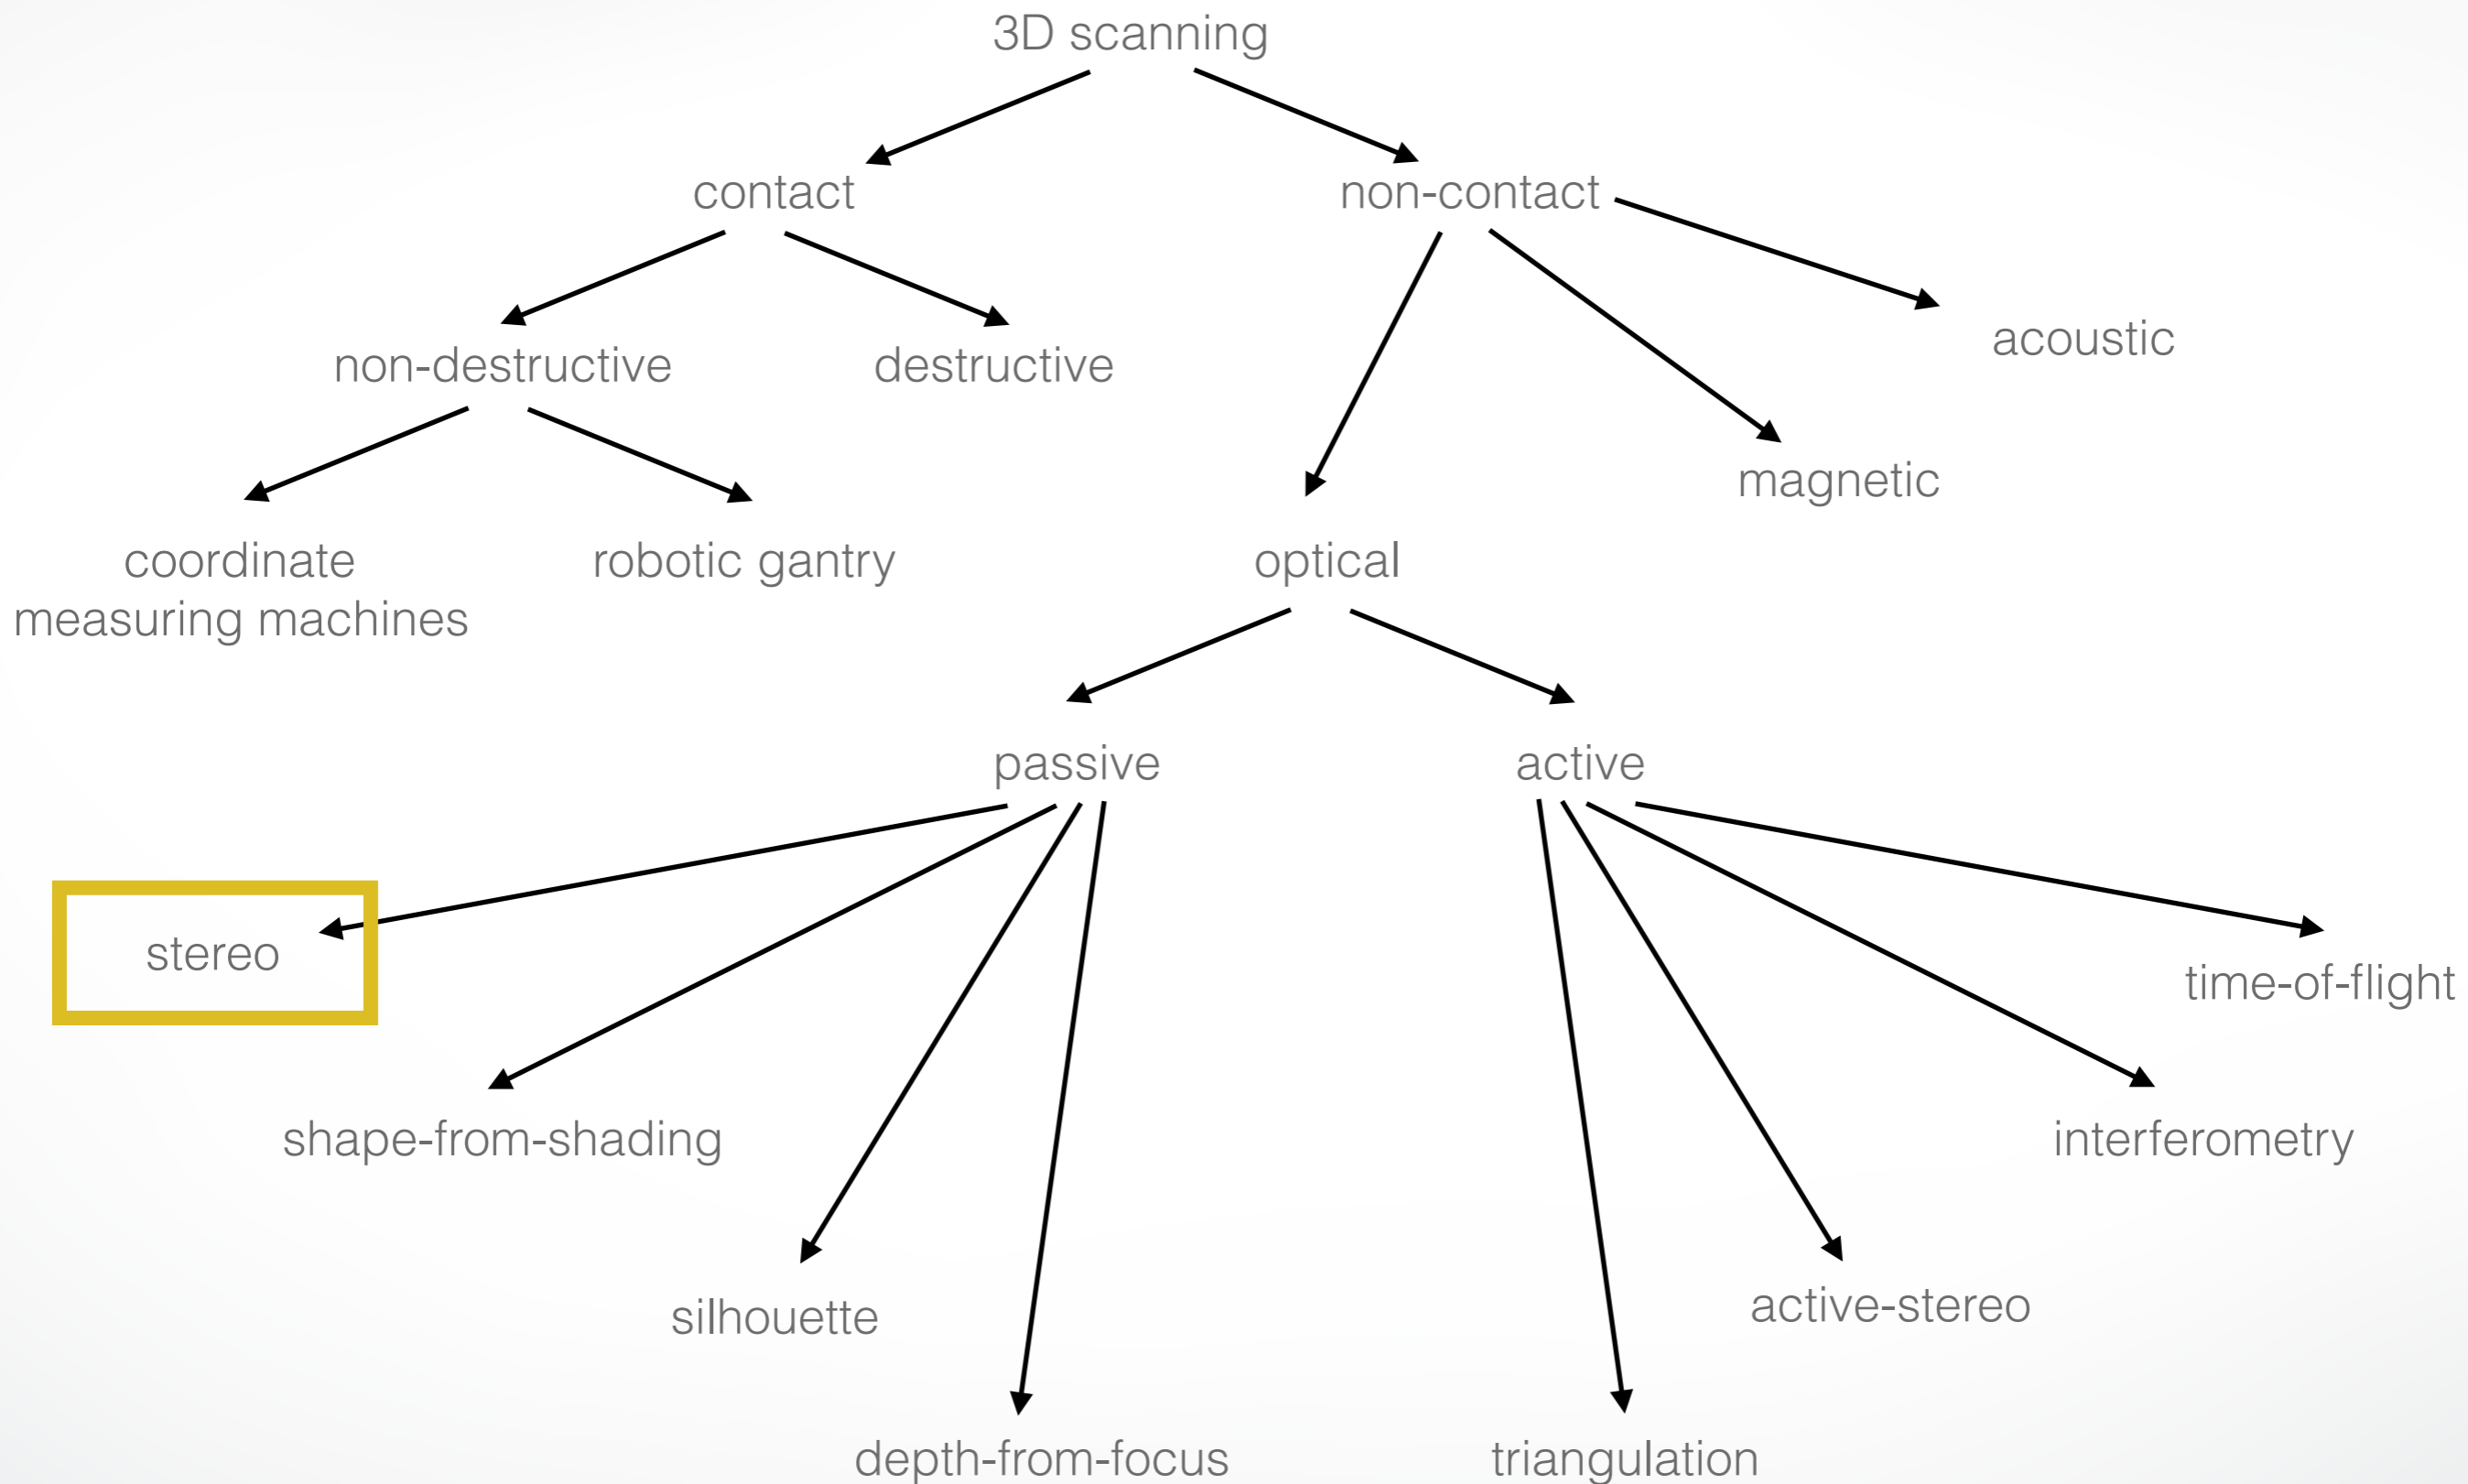 3D scanning
contact
non-contact
non-destructive
destructive
acoustic
magnetic
coordinate
measuring machines
robotic gantry
optical
passive
active
stereo
time-of-flight
shape-from-shading
interferometry
silhouette
active-stereo
depth-from-focus
triangulation